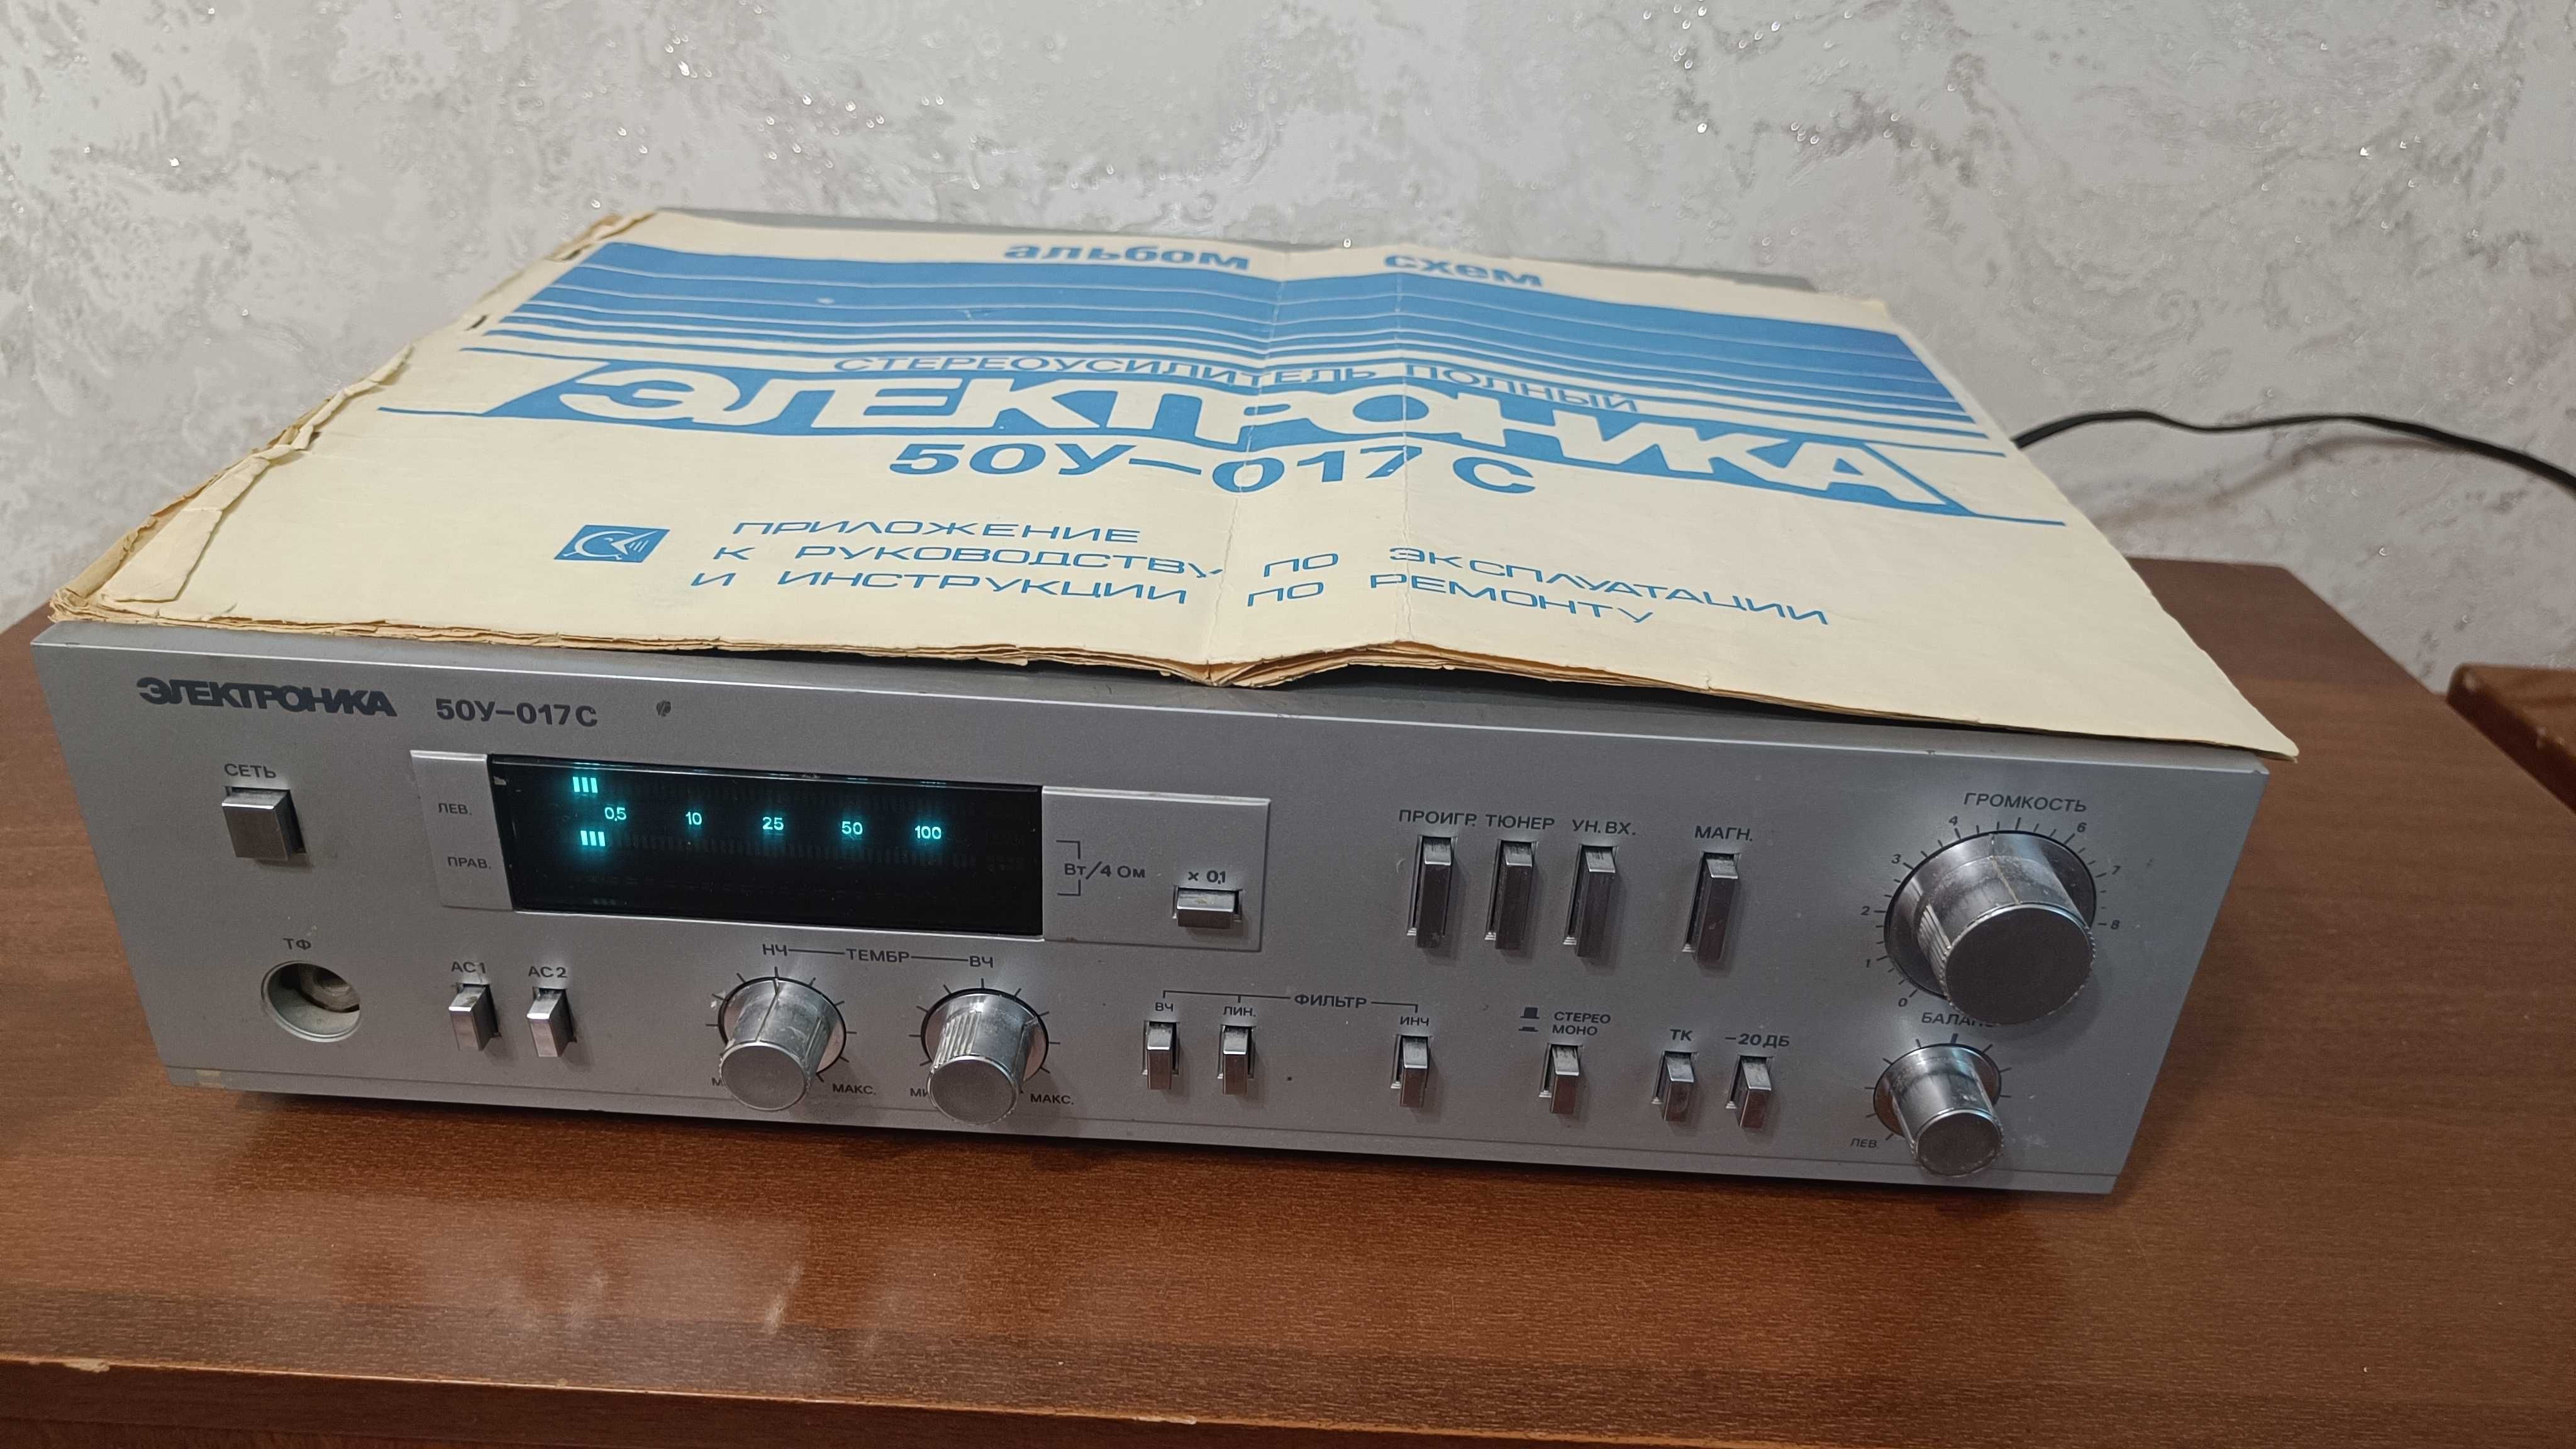 альбом схем
СТЕРЕОУСИЛИТЕЛЬ ПОЛНЫЙ
ЭЛЕКТРОНИКА
50У-017С
ПРИЛОЖЕНИЕ
К РУКОВОДСТВУ ПО ЭКСПЛУАТАЦИИ
И ИНСТРУКЦИИ ПО РЕМОНТУ
ЭЛЕКТРОНИКА 50У-017С
СЕТЬ
ЛЕВ.
ПРАВ.
0,5 10 25 50 100
Вт/4 Ом
× 0,1
ПРОИГР. ТЮНЕР УН.ВХ. МАГН.
ГРОМКОСТЬ
0 1 2 3 4 6 7 8
ТФ
АС1 АС2
НЧ ТЕМБР ВЧ
МАКС. МАКС.
ФИЛЬТР
ВЧ ЛИН. ИНЧ
СТЕРЕО
МОНО
ТК -20ДБ
БАЛАНС
ЛЕВ.